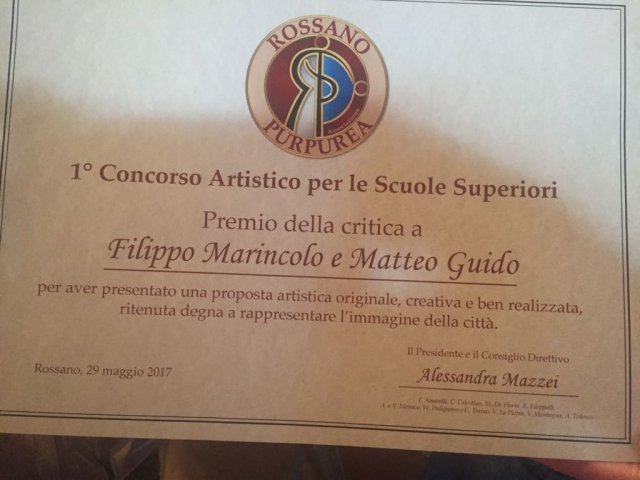 ROSSANO
Associazione
PURPUREA
1° Concorso Artistico per le Scuole Superiori
Premio della critica a
Filippo Marincolo e Matteo Guido
per aver presentato una proposta artistica originale, creativa e ben realizzata,
ritenuta degna a rappresentare l'immagine della città.
Il Presidente e il Consiglio Direttivo
Rossano, 29 maggio 2017
Alessandra Mazzei